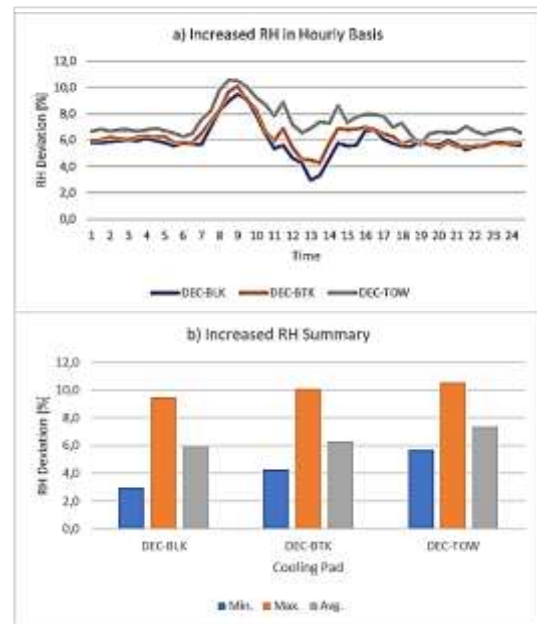 a) Increased RH in Hourly Basis
12,0
10,0
8,0
6,0
4,0
2,0
0,0
RH Deviation [%]
1 2 3 4 5 6 7 8 9 10 11 12 13 14 15 16 17 18 19 20 21 22 23 24
Time
DEC-BLK DEC-BTK DEC-TOW
b) Increased RH Summary
12,0
10,0
8,0
6,0
4,0
2,0
0,0
RH Deviation [%]
DEC-BLK DEC-BTK DEC-TOW
Cooling Pad
Min. Max. Avg.